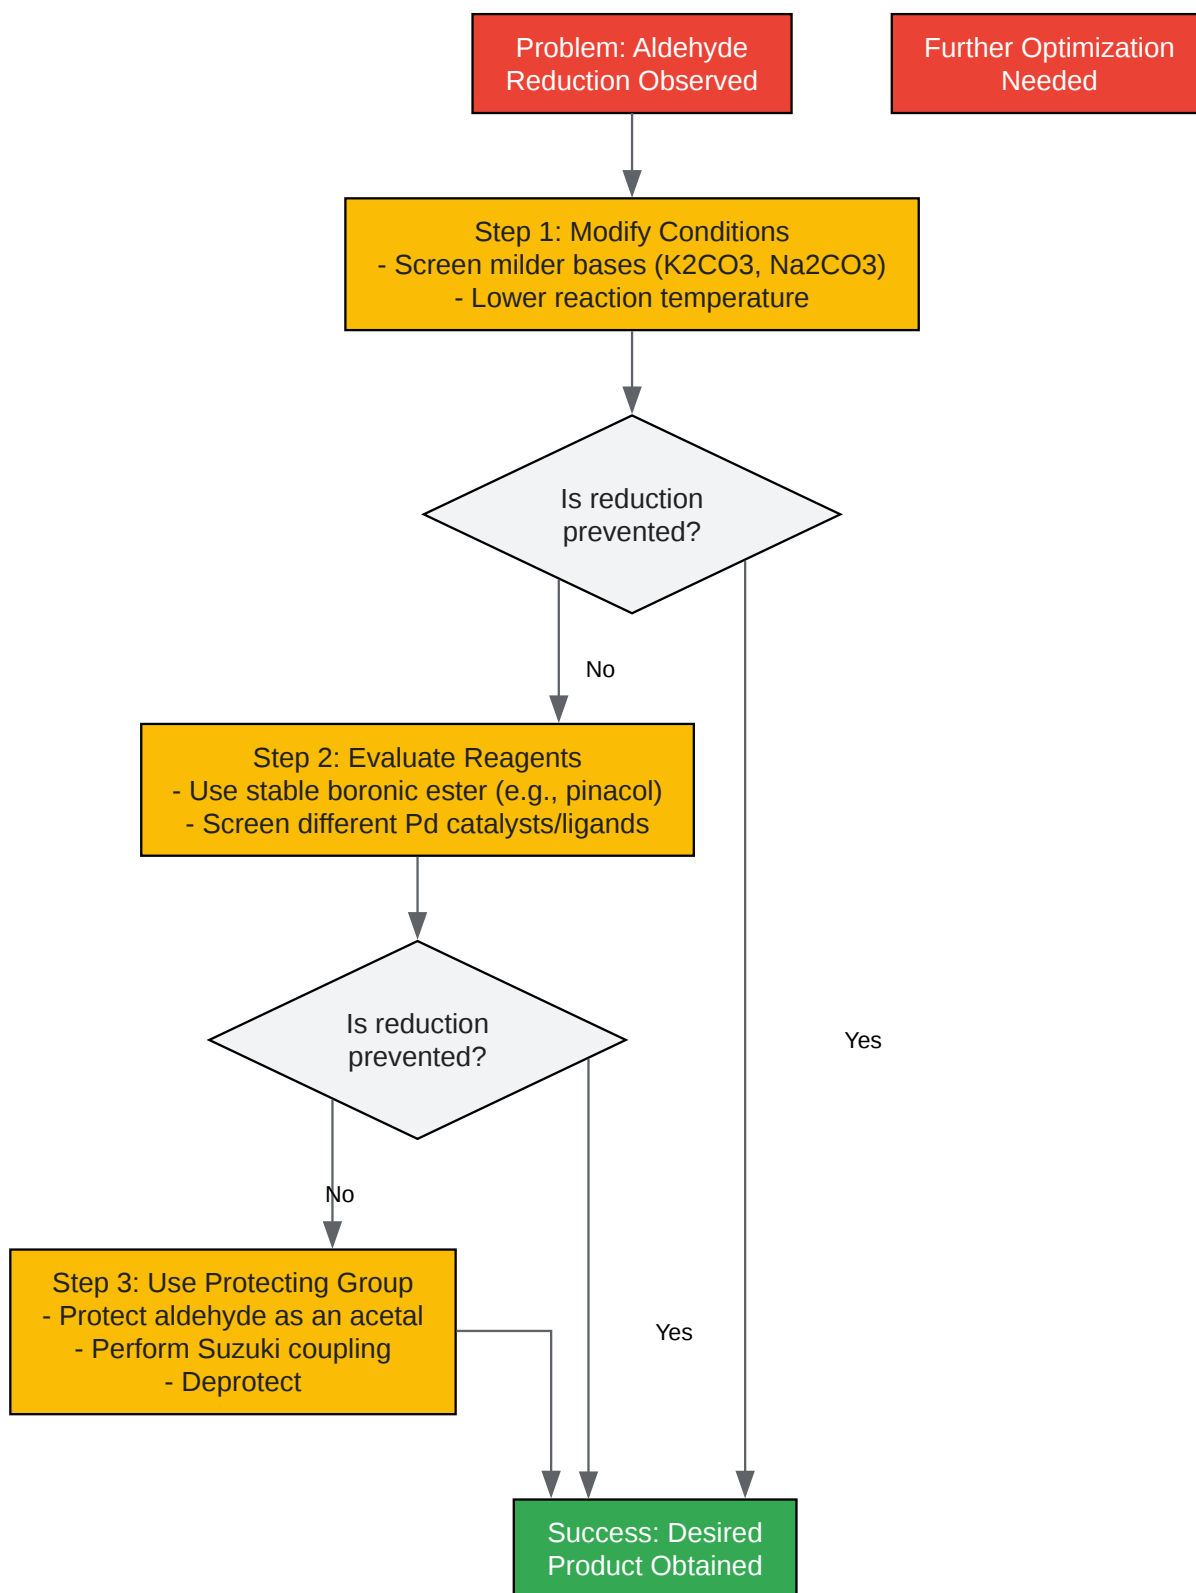 Problem: Aldehyde
Reduction Observed
Further Optimization
Needed
Step 1: Modify Conditions
- Screen milder bases (K2CO3, Na2CO3)
- Lower reaction temperature
Is reduction
prevented?
No
Step 2: Evaluate Reagents
- Use stable boronic ester (e.g., pinacol)
- Screen different Pd catalysts/ligands
Is reduction
prevented?
Yes
No
Step 3: Use Protecting Group
- Protect aldehyde as an acetal
- Perform Suzuki coupling
- Deprotect
Yes
Success: Desired
Product Obtained